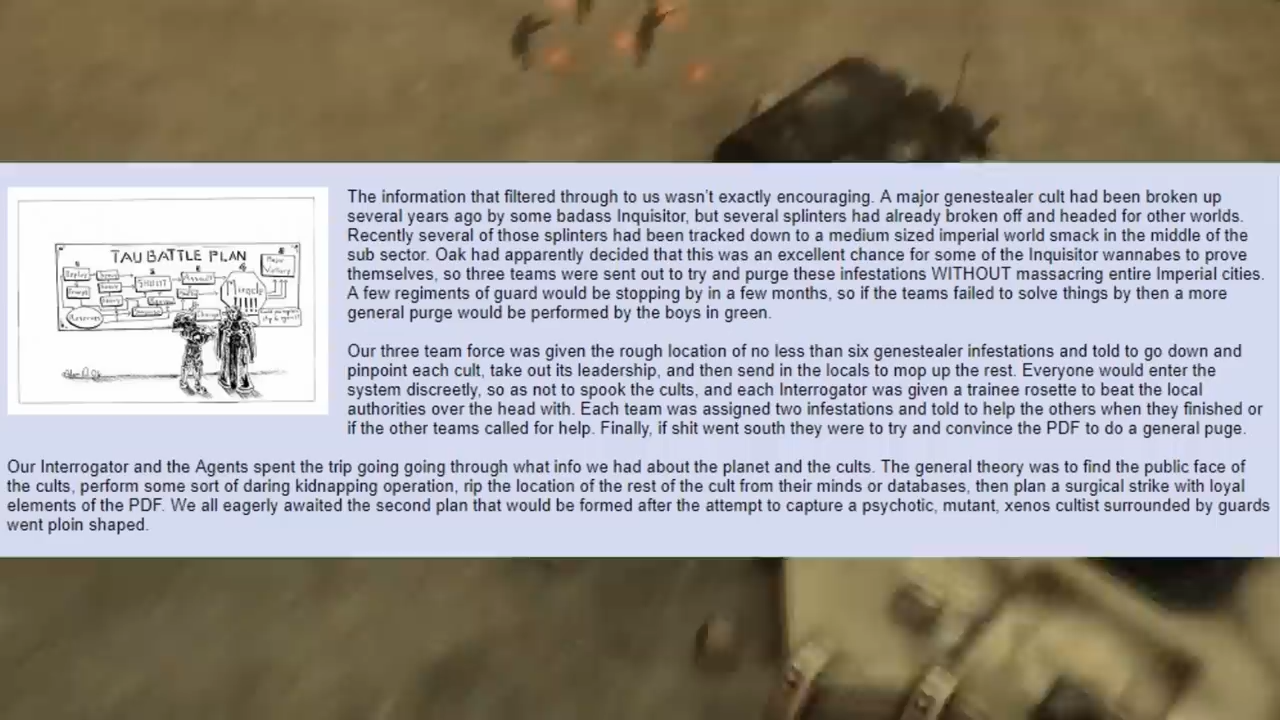 TAU BATTLE PLAN
Miracle
The information that filtered through to us wasn't exactly encouraging. A major genestealer cult had been broken up
several years ago by some badass Inquisitor, but several splinters had already broken off and headed for other worlds.
Recently several of those splinters had been tracked down to a medium sized imperial world smack in the middle of the
sub sector. Oak had apparently decided that this was an excellent chance for some of the Inquisitor wannabes to prove
themselves, so three teams were sent out to try and purge these infestations WITHOUT massacring entire Imperial cities.
A few regiments of guard would be stopping by in a few months, so if the teams failed to solve things by then a more
general purge would be performed by the boys in green.
Our three team force was given the rough location of no less than six genestealer infestations and told to go down and
pinpoint each cult, take out its leadership, and then send in the locals to mop up the rest. Everyone would enter the
system discreetly, so as not to spook the cults, and each Interrogator was given a trainee rosette to beat the local
authorities over the head with. Each team was assigned two infestations and told to help the others when they finished or
if the other teams called for help. Finally, if shit went south they were to try and convince the PDF to do a general puge.
Our Interrogator and the Agents spent the trip going going through what info we had about the planet and the cults. The general theory was to find the public face of
the cults, perform some sort of daring kidnapping operation, rip the location of the rest of the cult from their minds or databases, then plan a surgical strike with loyal
elements of the PDF. We all eagerly awaited the second plan that would be formed after the attempt to capture a psychotic, mutant, xenos cultist surrounded by guards
went ploin shaped.